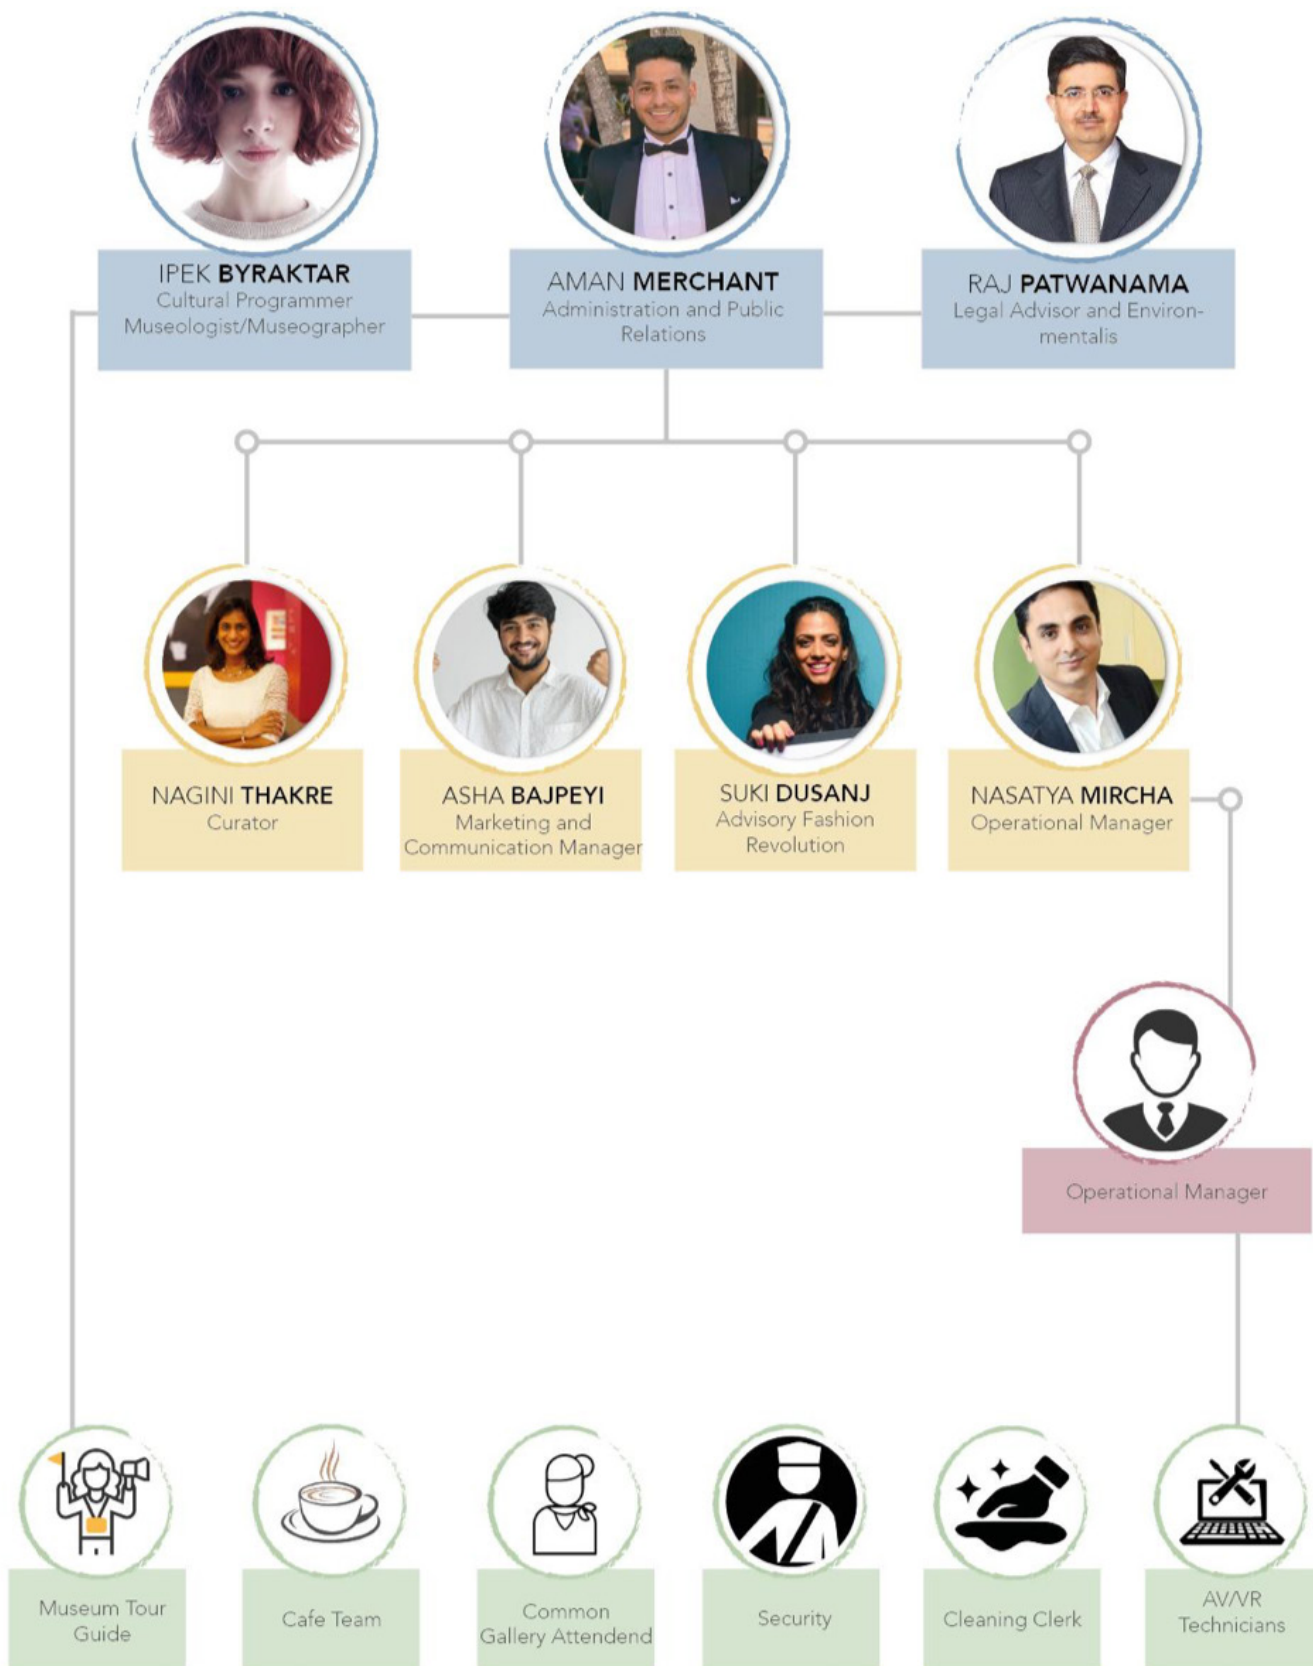 IPEK BYRAKTAR
Cultural Programmer
Museologist/Museographer
AMAN MERCHANT
Administration and Public
Relations
RAJ PATWANAMA
Legal Advisor and Environ-
mentalis
NAGINI THAKRE
Curator
ASHA BAJPEYI
Marketing and
Communication Manager
SUKI DUSANJ
Advisory Fashion
Revolution
NASATYA MIRCHA
Operational Manager
Operational Manager
Museum Tour
Guide
Cafe Team
Common
Gallery Attendend
Security
Cleaning Clerk
AV/VR
Technicians